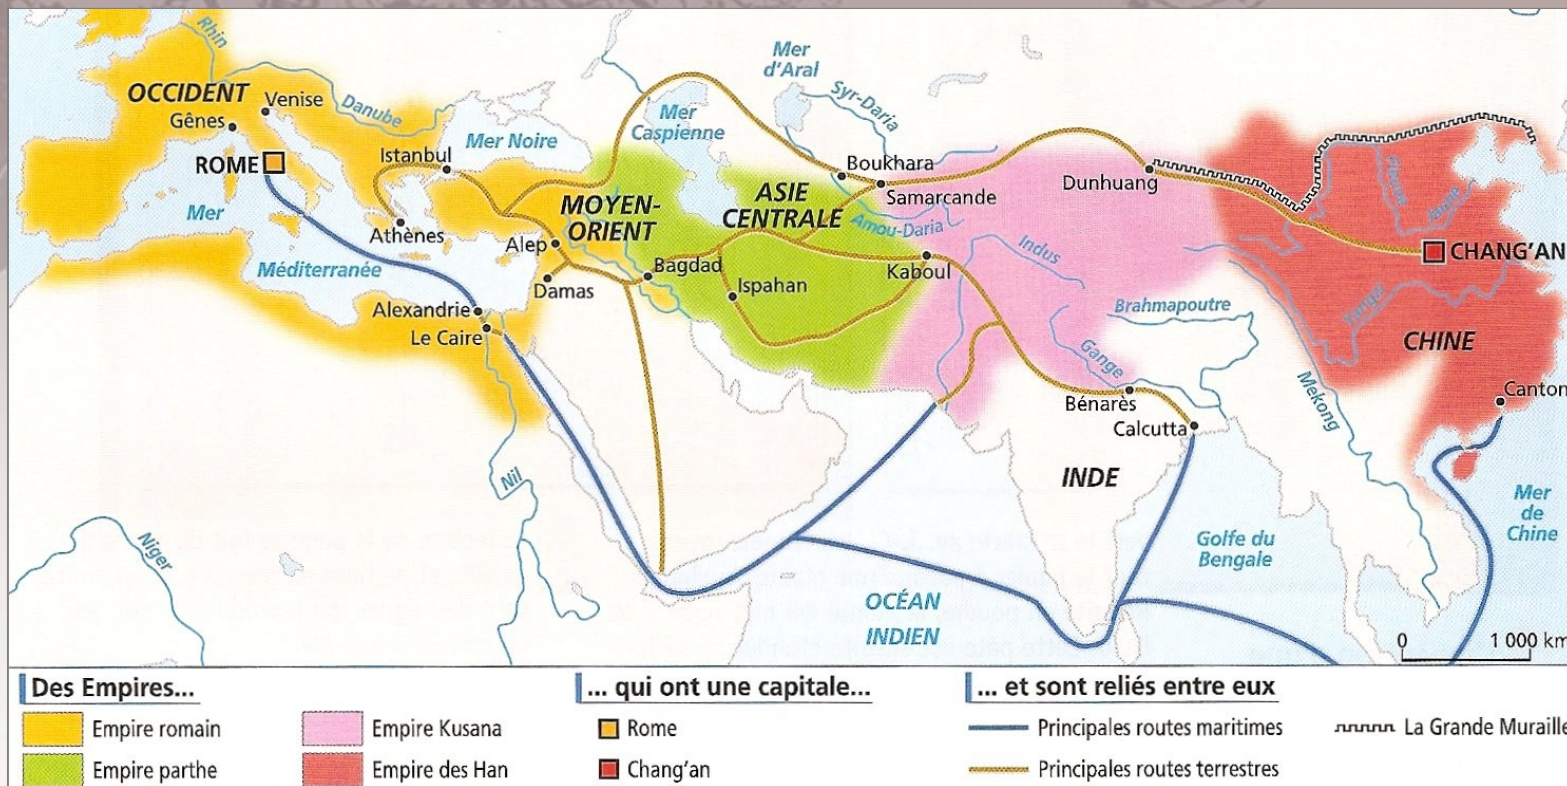 Rhin
OCCIDENT
Venise
Gênes
Danube
ROME
Istanbul
Mer Noire
Mer
Caspienne
Mer
d'Aral
Syr-Daria
Boukhara
Samarcande
Dunhuang
Fleuve
Jaune
CHANG'AN
Mer
Méditerranée
Athènes
Alep
MOYEN-
ORIENT
ASIE
CENTRALE
Amou-Daria
Damas
Bagdad
Ispahan
Kaboul
Indus
Brahmapoutre
Yangzi
CHINE
Alexandrie
Le Caire
Gange
Bénarès
Calcutta
Mekong
Canton
INDE
Nil
Niger
Golfe du
Bengale
Mer
de
Chine
OCÉAN
INDIEN
0 1 000 km
Des Empires...
Empire romain
Empire parthe
Empire Kusana
Empire des Han
... qui ont une capitale...
Rome
Chang'an
... et sont reliés entre eux
Principales routes maritimes
Principales routes terrestres
La Grande Muraille